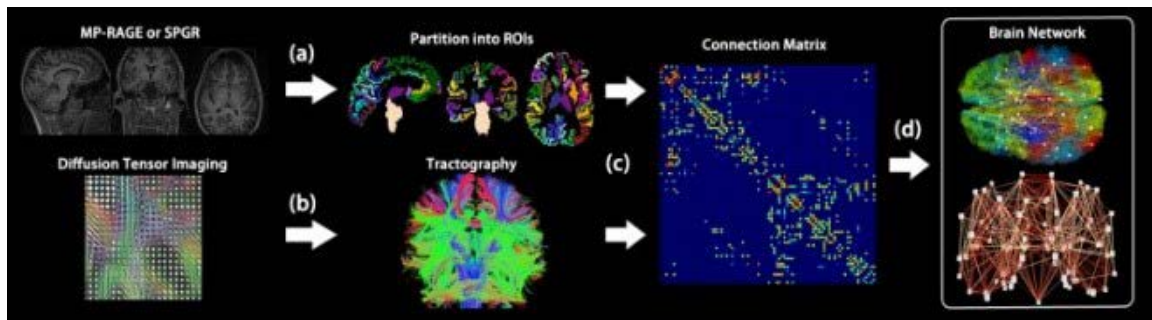 MP-RAGE or SPGR
(a)
Partition into ROIs
Connection Matrix
Brain Network
(d)
Diffusion Tensor Imaging
(b)
Tractography
(c)